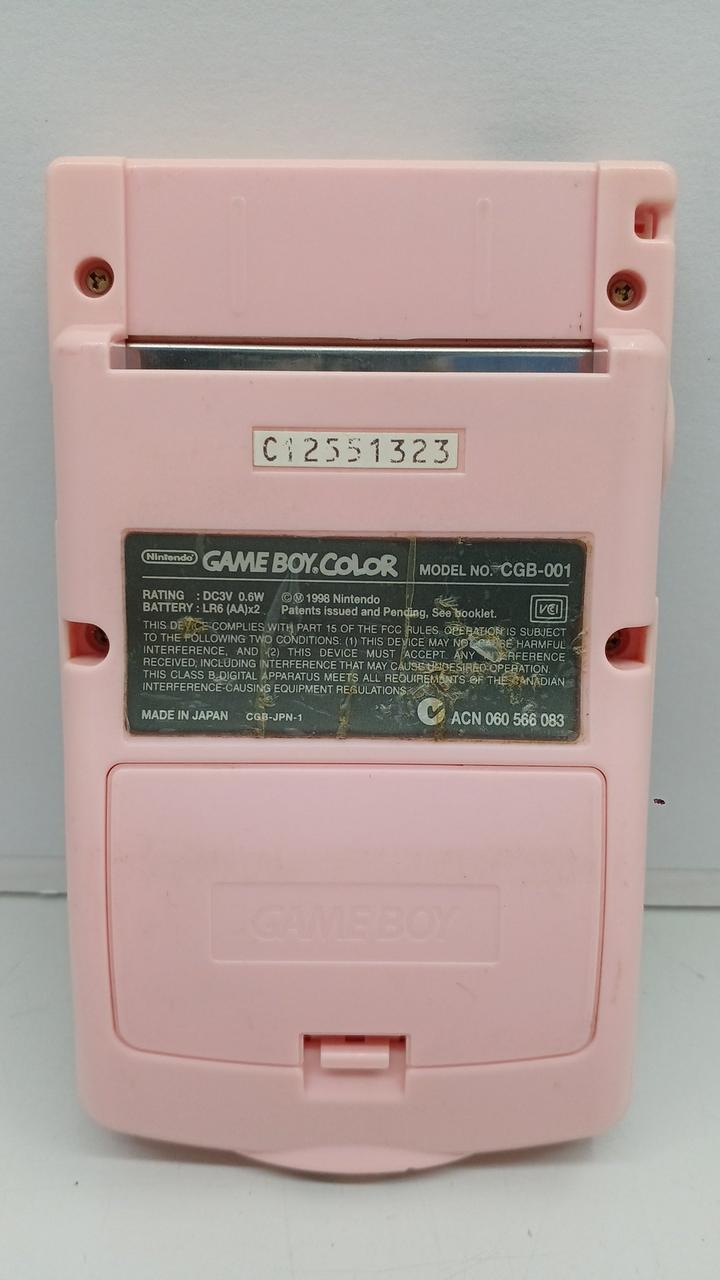 C12551323
Nintendo GAME BOY COLOR MODEL NO. CGB-001
RATING : DC3V 0.6W ©Ⓜ1998 Nintendo
BATTERY : LR6 (AA)x2 Patents issued and Pending, See booklet. VCI
THIS DEVICE COMPLIES WITH PART 15 OF THE FCC RULES. OPERATION IS SUBJECT
TO THE FOLLOWING TWO CONDITIONS: (1) THIS DEVICE MAY NOT CAUSE HARMFUL
INTERFERENCE, AND (2) THIS DEVICE MUST ACCEPT ANY INTERFERENCE
RECEIVED, INCLUDING INTERFERENCE THAT MAY CAUSE UNDESIRED OPERATION.
THIS CLASS B DIGITAL APPARATUS MEETS ALL REQUIREMENTS OF THE CANADIAN
INTERFERENCE-CAUSING EQUIPMENT REGULATIONS.
MADE IN JAPAN CGB-JPN-1 ACN 060 566 083
GAME BOY